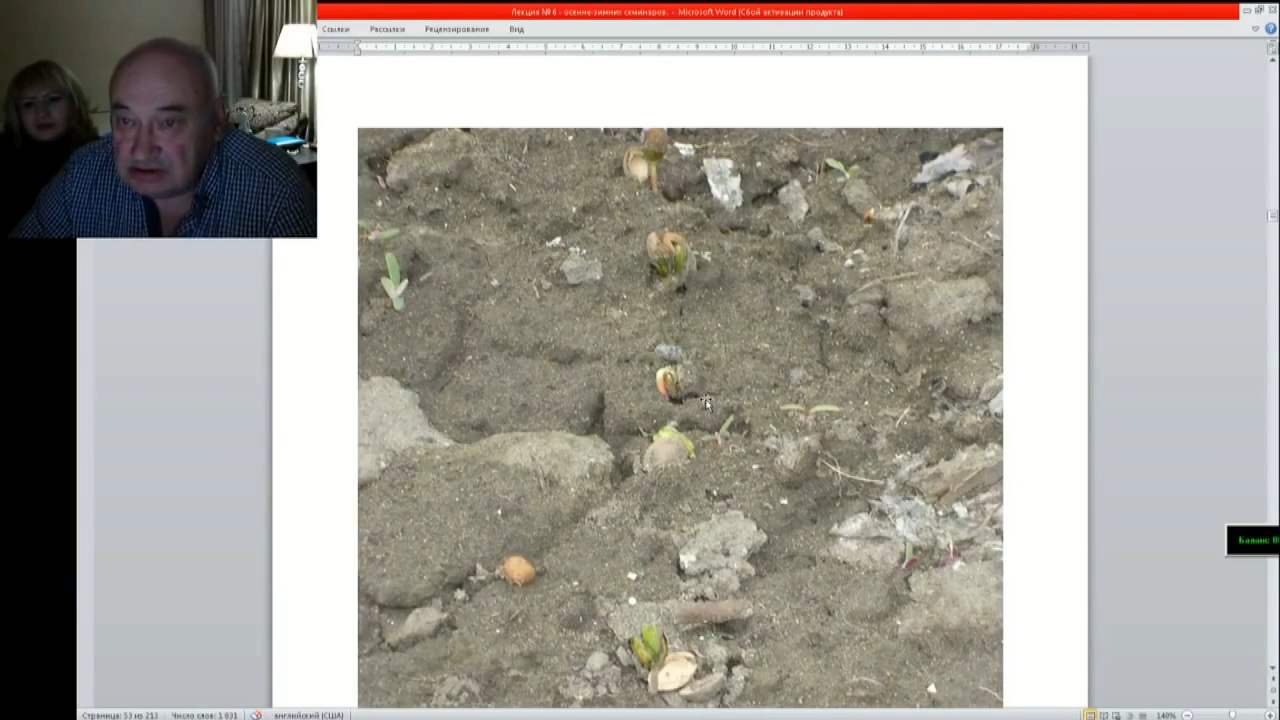 Лекция № 6 - осенне-зимних семинаров. - Microsoft Word (Сбой активации продукта)
Ссылки Рассылки Рецензирование Вид
Баланс
Страница: 53 из 213 Число слов: 1 031 английский (США) 140%